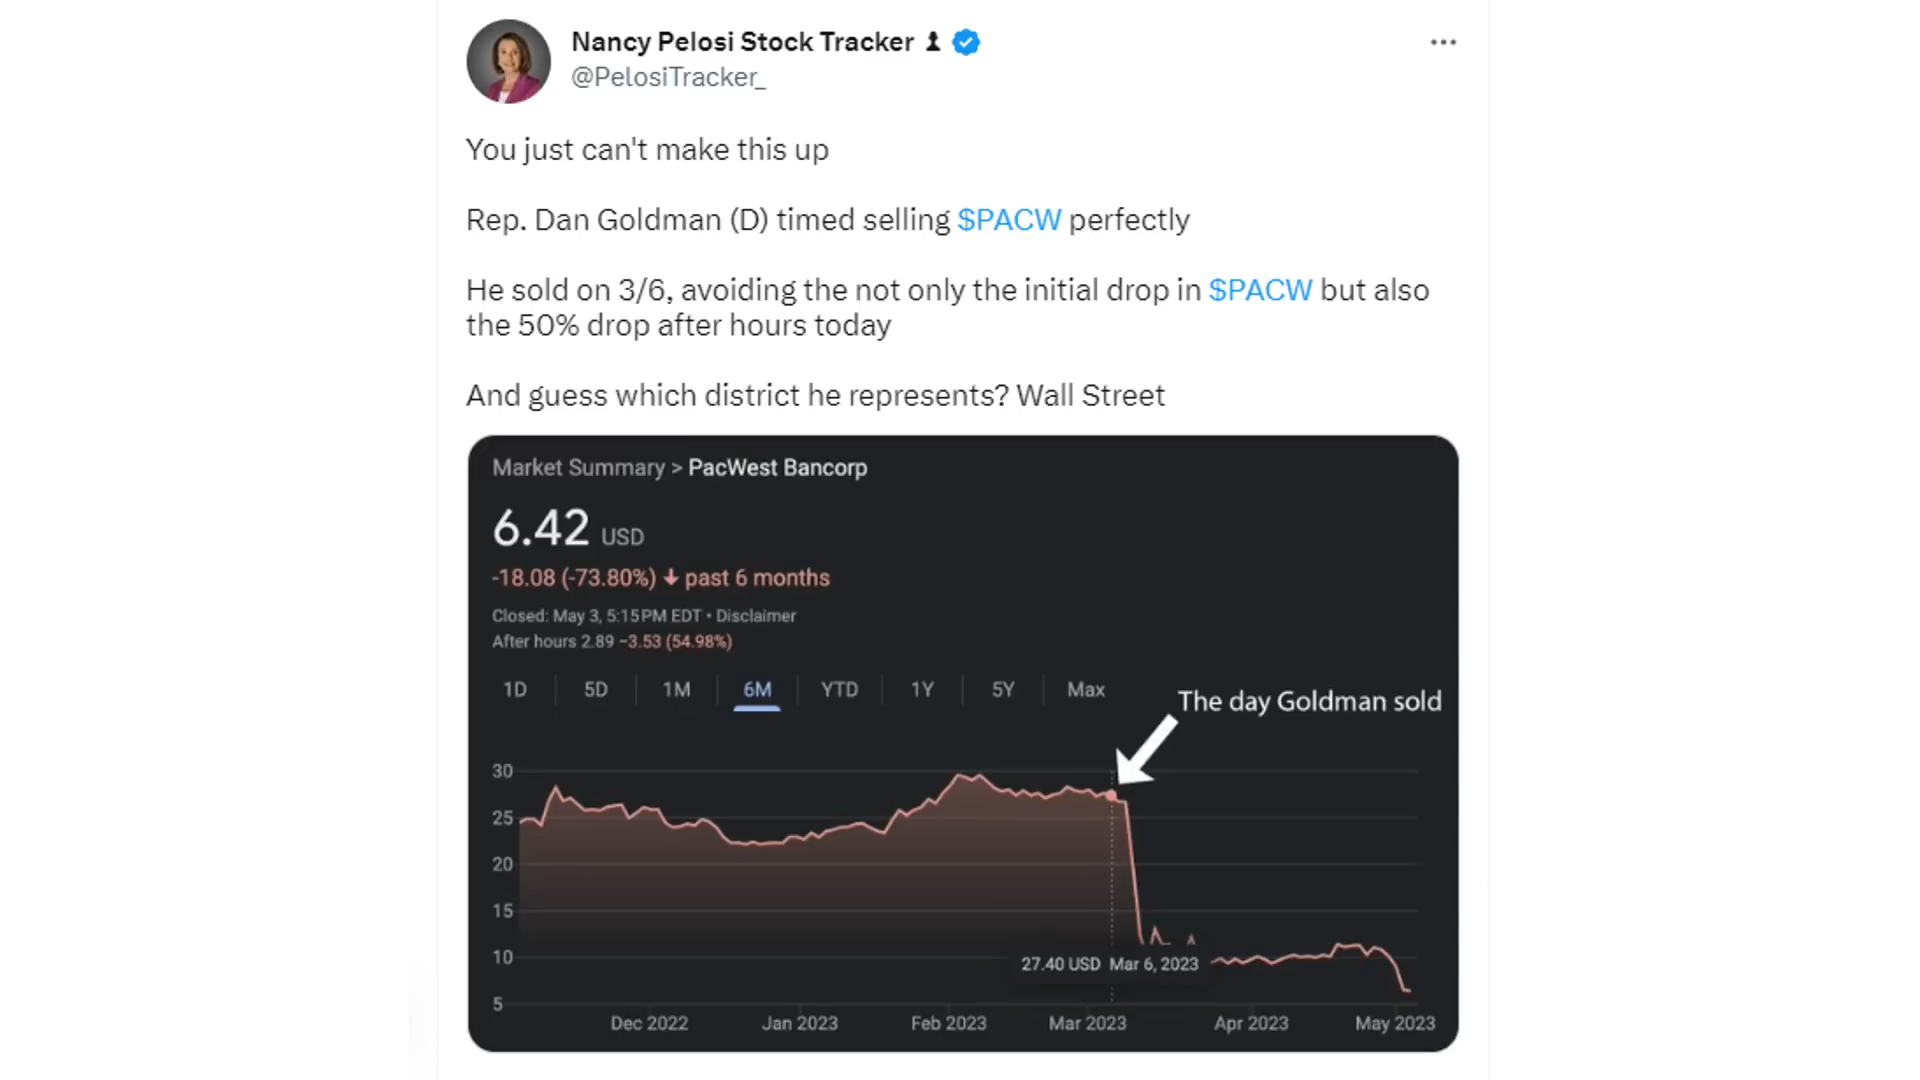 Nancy Pelosi Stock Tracker
@PelosiTracker_
You just can't make this up
Rep. Dan Goldman (D) timed selling $PACW perfectly
He sold on 3/6, avoiding the not only the initial drop in $PACW but also
the 50% drop after hours today
And guess which district he represents? Wall Street
Market Summary > PacWest Bancorp
6.42 USD
-18.08 (-73.80%) ↓ past 6 months
Closed: May 3, 5:15 PM EDT • Disclaimer
After hours 2.89 −3.53 (54.98%)
1D 5D 1M 6M YTD 1Y 5Y Max
The day Goldman sold
30
25
20
15
10
5
27.40 USD Mar 6, 2023
Dec 2022 Jan 2023 Feb 2023 Mar 2023 Apr 2023 May 2023